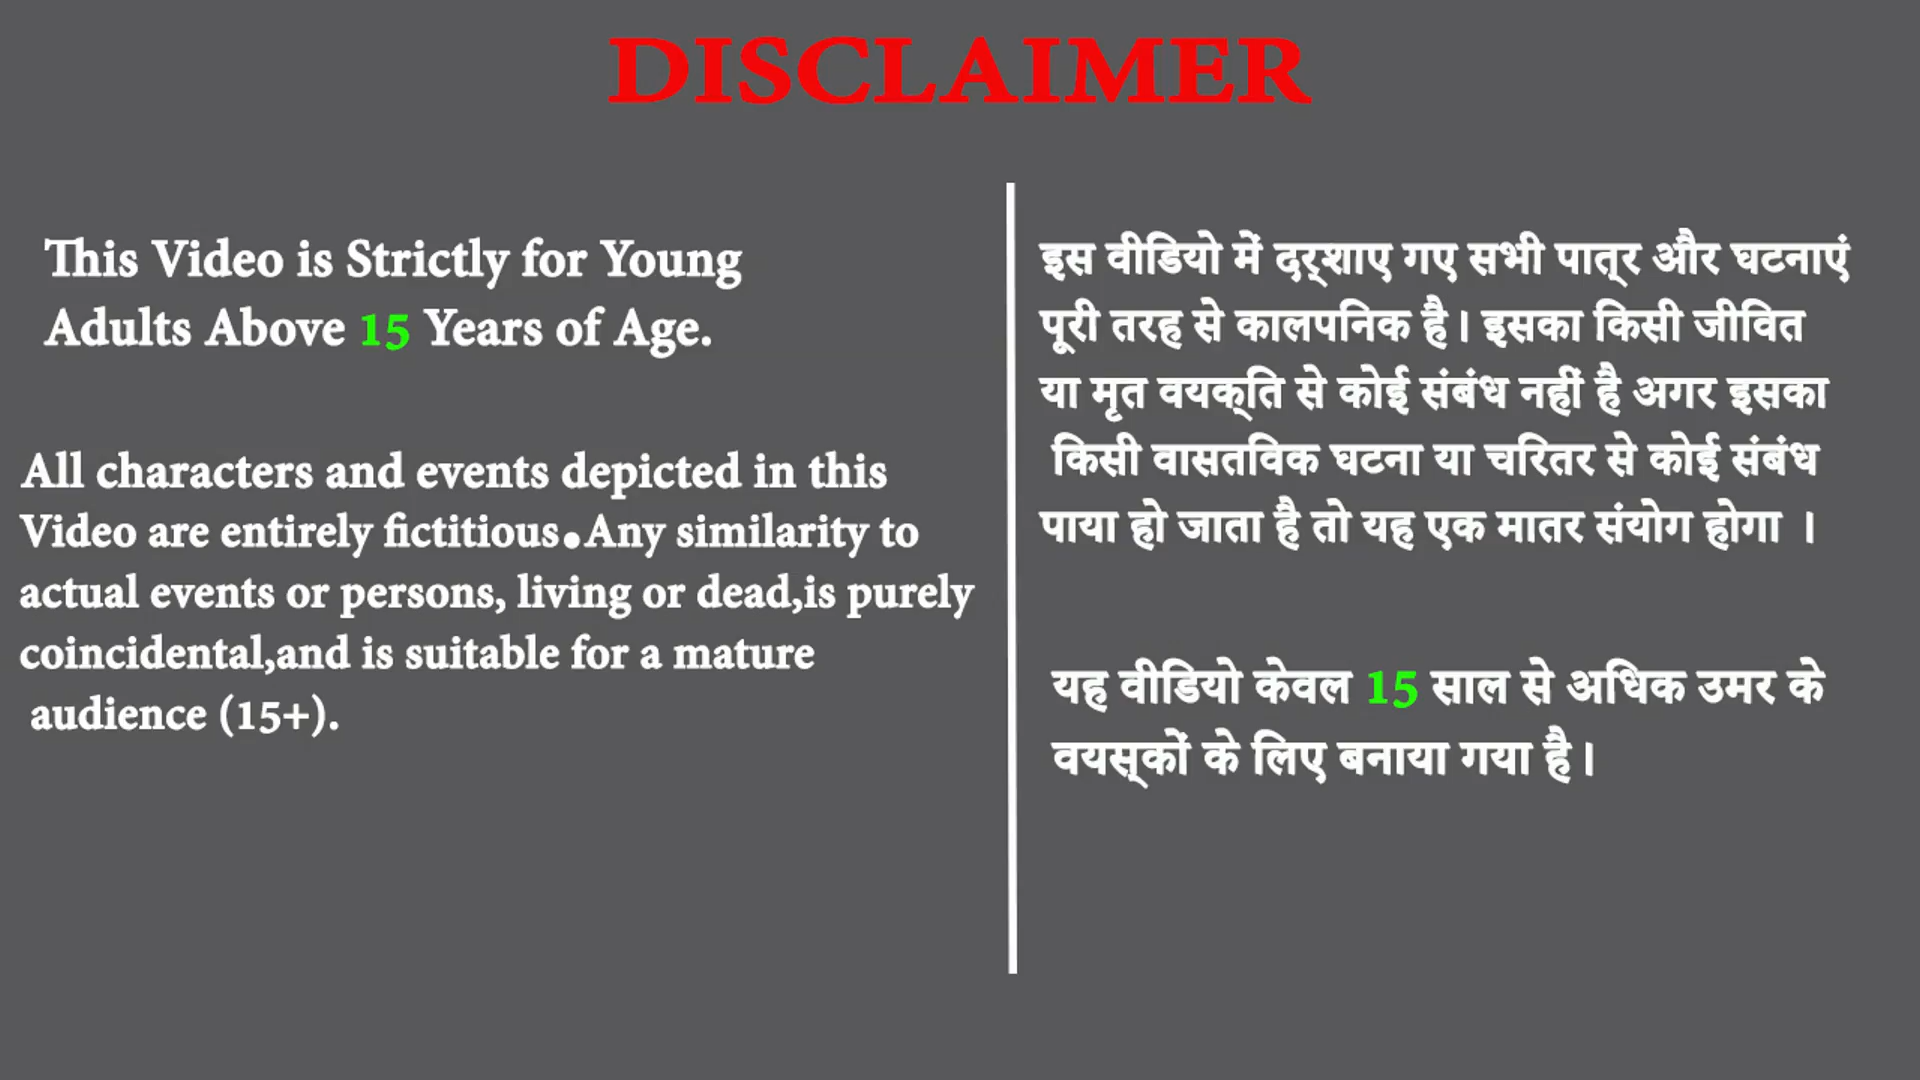 DISCLAIMER
This Video is Strictly for Young
Adults Above 15 Years of Age.
All characters and events depicted in this
Video are entirely fictitious.Any similarity to
actual events or persons, living or dead,is purely
coincidental,and is suitable for a mature
audience (15+).
इस वीडियो में दर्‌शाए गए सभी पात्‌र और घटनाएं
पूरी तरह से कालपनिक है। इसका किसी जीवित
या मृत वयक्‌ति से कोई संबंध नहीं है अगर इसका
किसी वासतविक घटना या चरितर से कोई संबंध
पाया हो जाता है तो यह एक मातर संयोग होगा ।
यह वीडियो केवल 15 साल से अधिक उमर के
वयस्‌कों के लिए बनाया गया है।